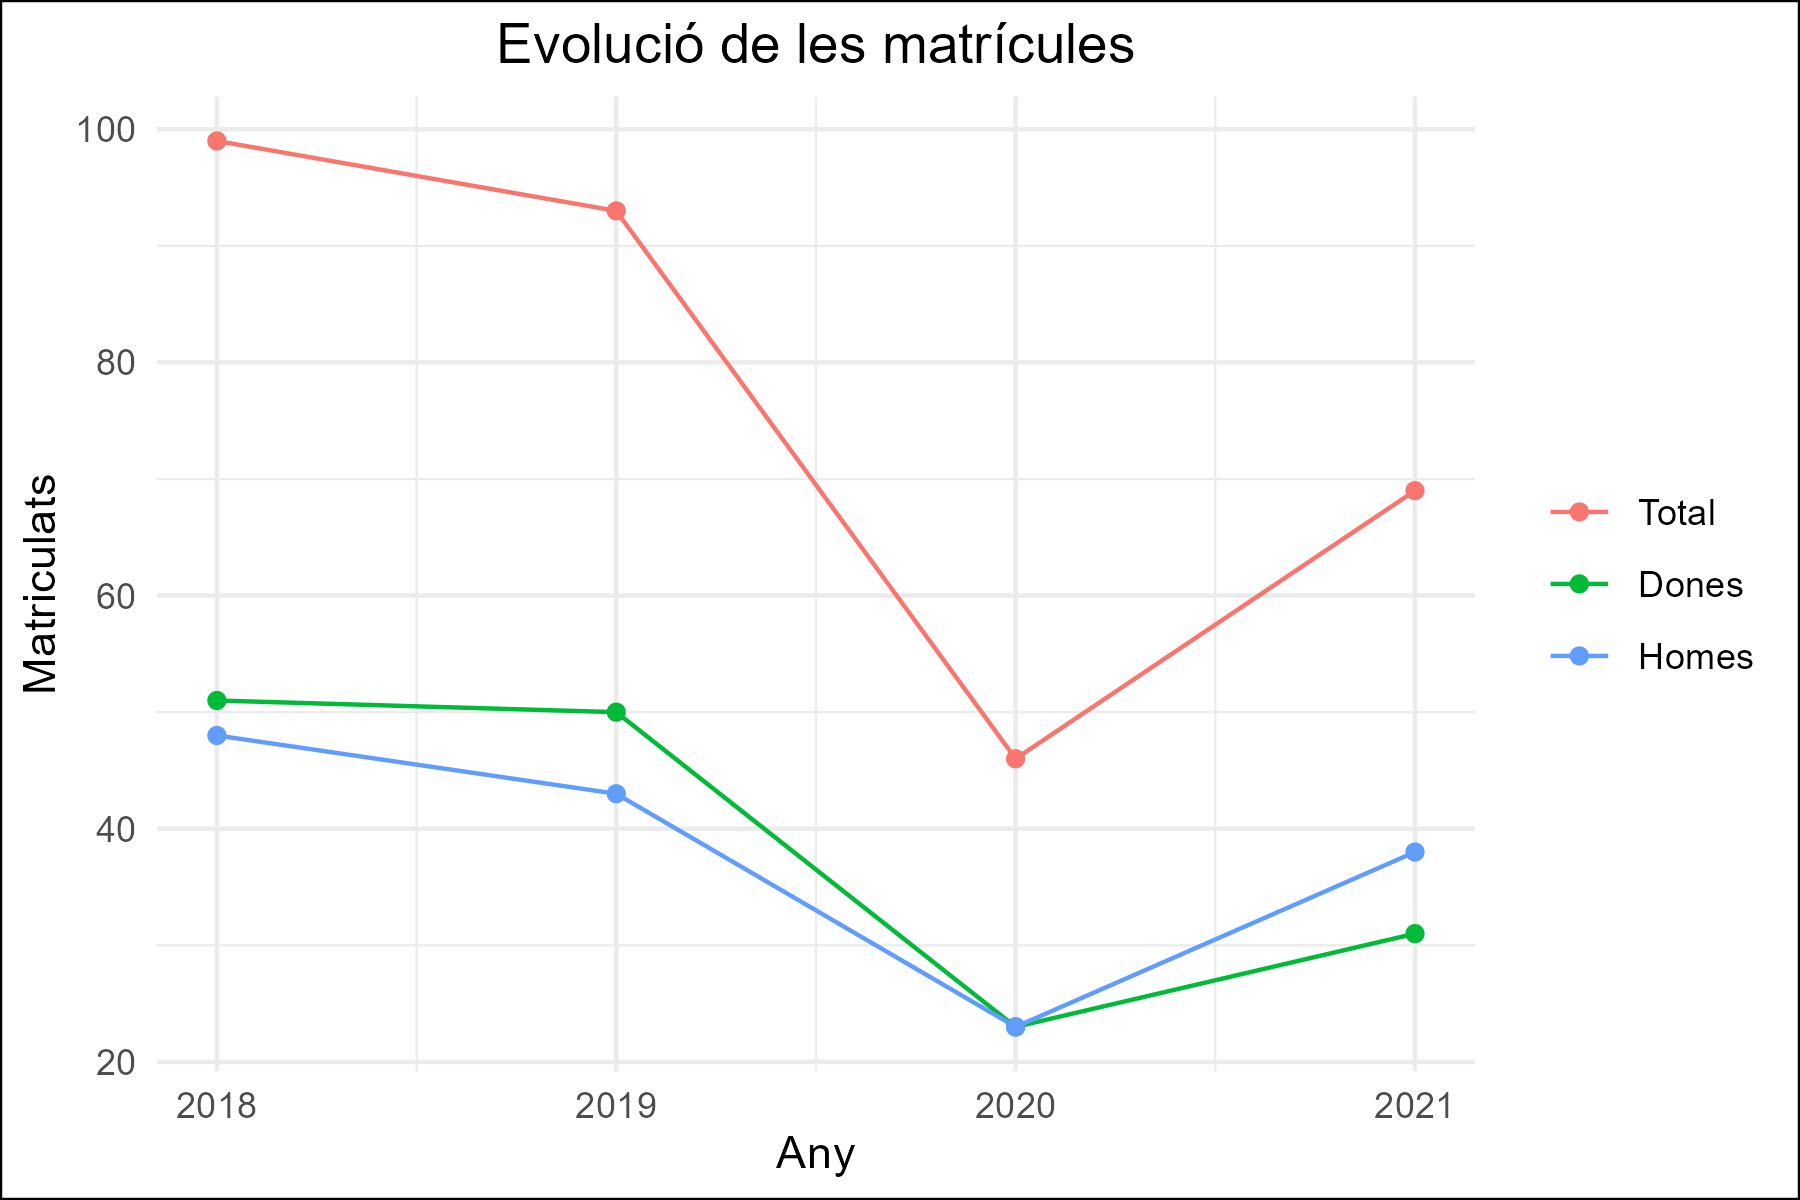 Evolució de les matrícules
100
80
60
40
20
Matriculats
2018 2019 2020 2021
Any
Total
Dones
Homes